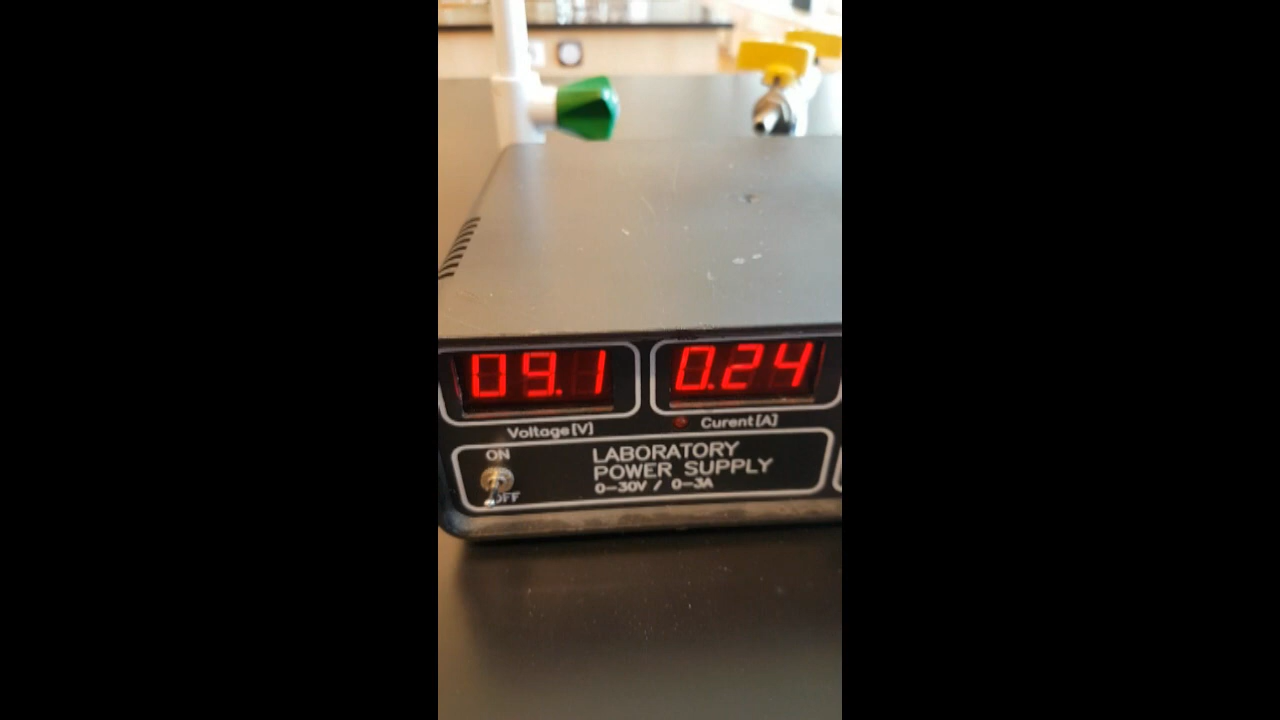 09.1 0.24
Voltage[V] Curent[A]
ON
LABORATORY
POWER SUPPLY
0-30V / 0-3A
OFF